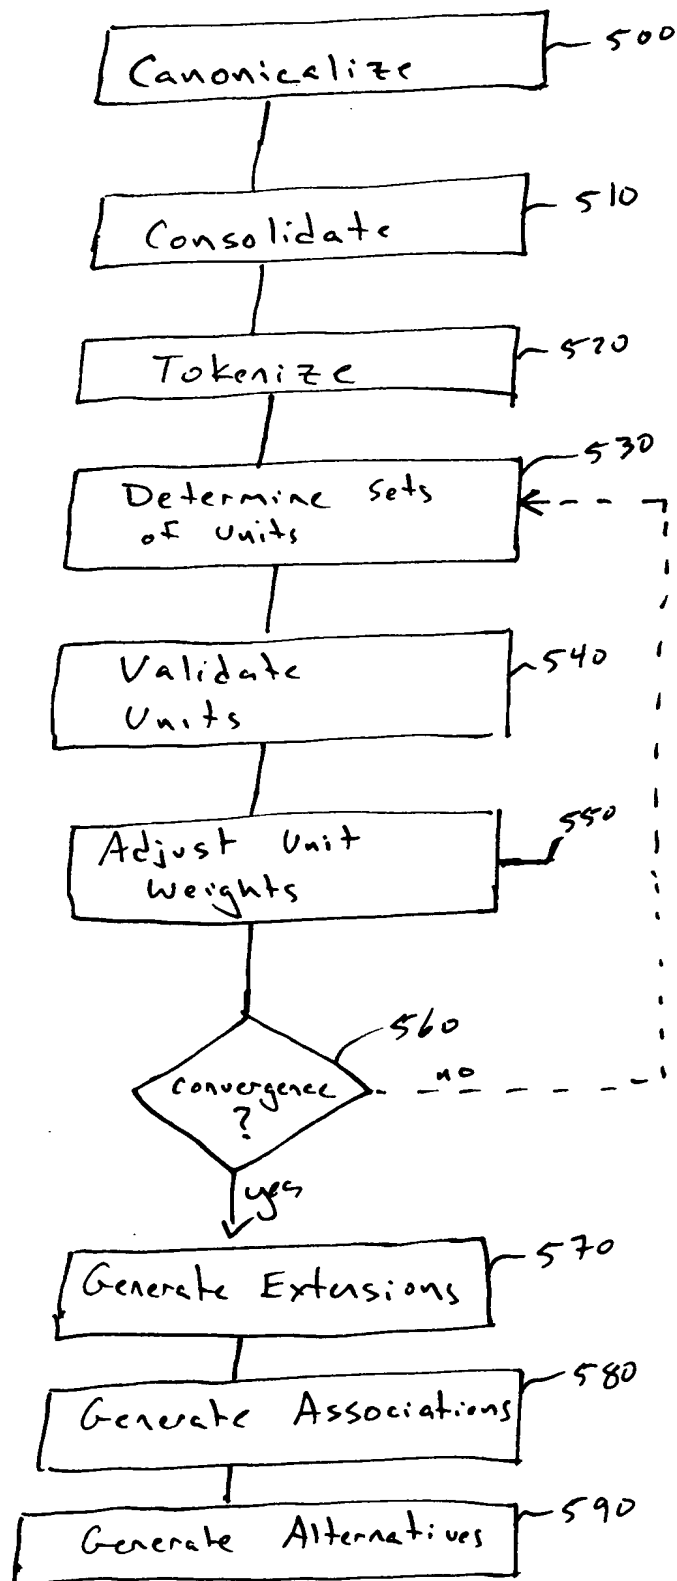 Canonicalize
500
Consolidate
510
Tokenize
520
530
Determine Sets
of Units
Validate
Units
540
Adjust Unit
Weights
550
560
convergence
?
no
yes
Generate Extensions
570
Generate Associations
580
Generate Alternatives
590